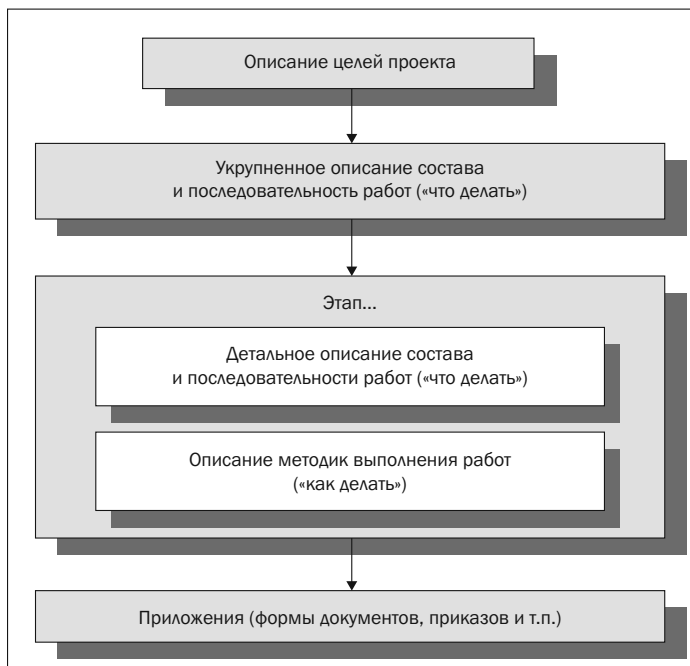 Описание целей проекта
Укрупненное описание состава
и последовательность работ («что делать»)
Этап...
Детальное описание состава
и последовательности работ («что делать»)
Описание методик выполнения работ
(«как делать»)
Приложения (формы документов, приказов и т.п.)